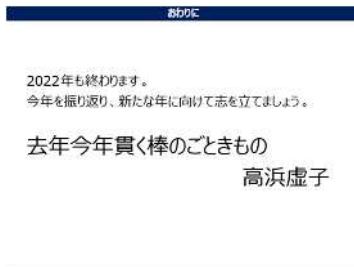 おわりに
2022年も終わります。
今年を振り返り、新たな年に向けて志を立てましょう。
去年今年貫く棒のごときもの
高浜虚子